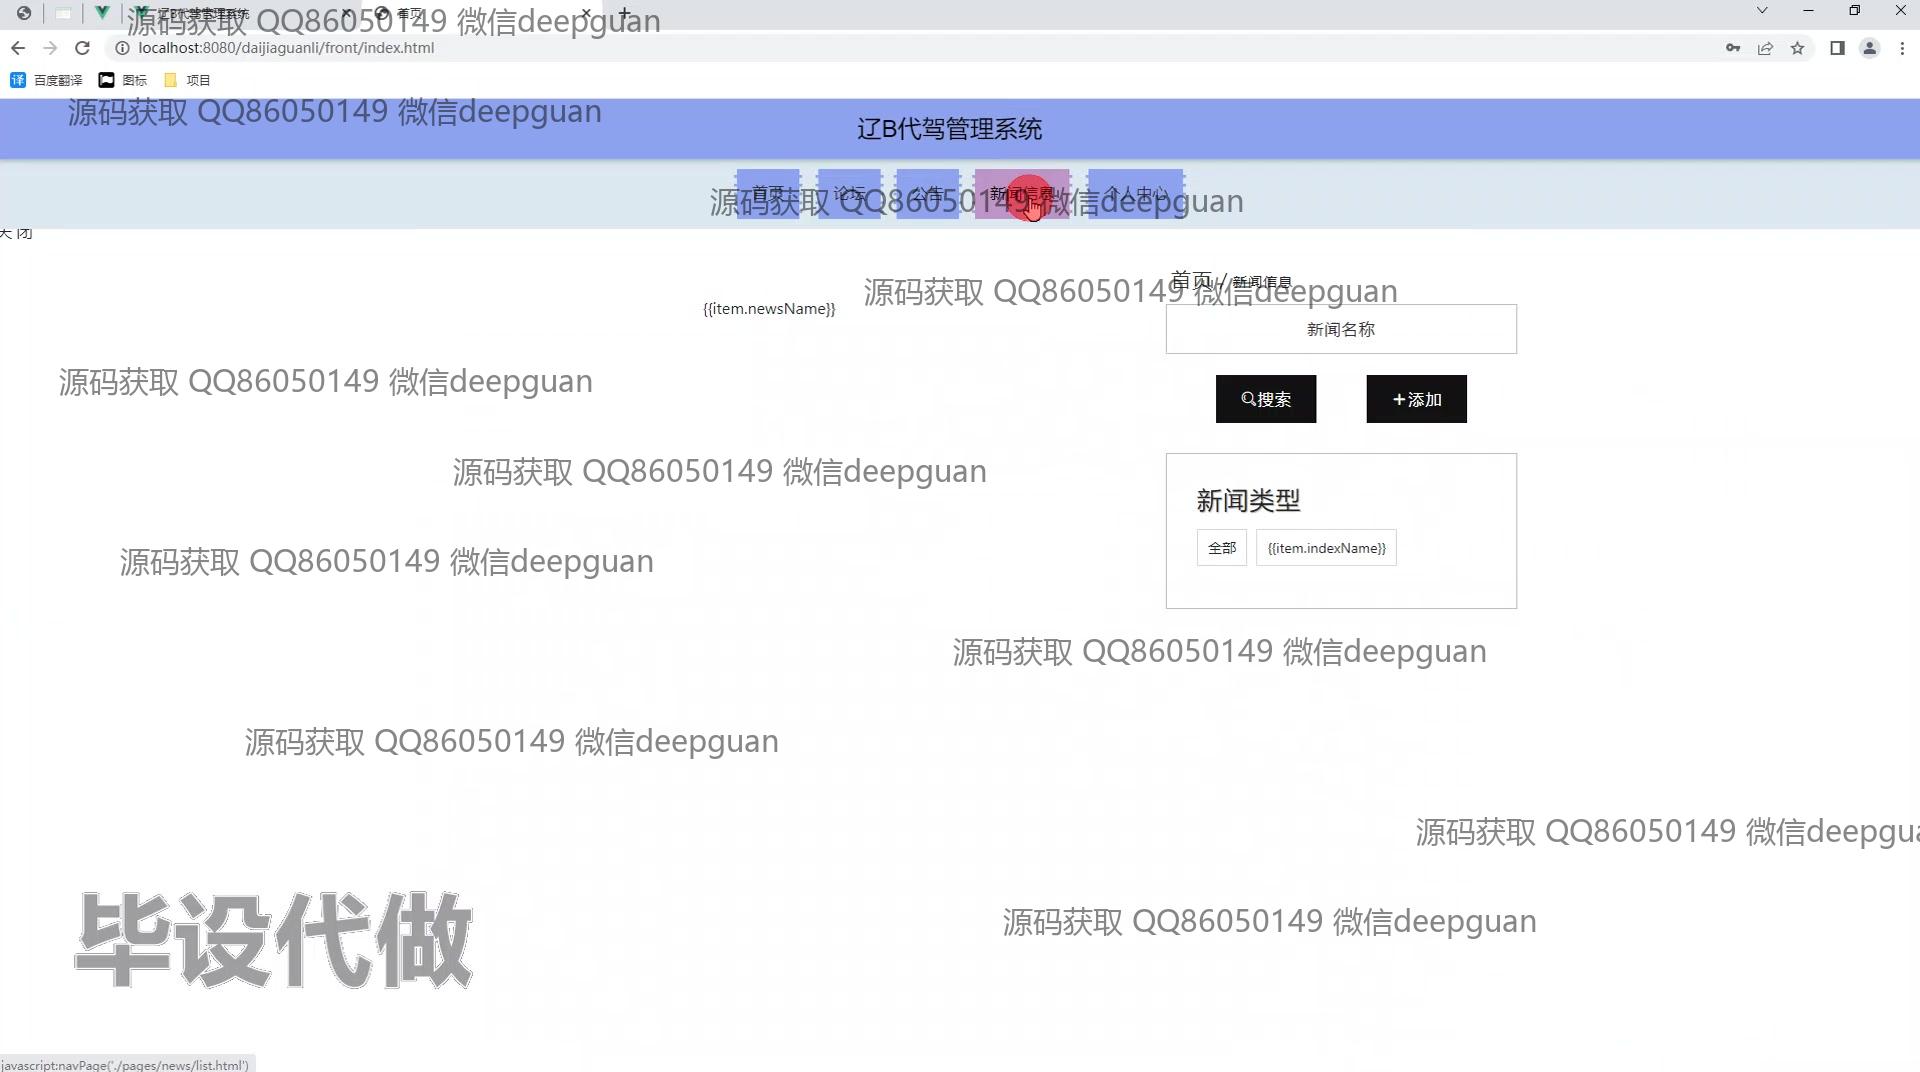 辽B代驾管理系统
首页
源码获取 QQ86050149 微信deepguan
localhost:8080/daijiaguanli/front/index.html
百度翻译 图标 项目
源码获取 QQ86050149 微信deepguan
辽B代驾管理系统
首页 论坛 公告 新闻信息 个人中心
源码获取 QQ86050149 微信deepguan
关闭
首页 / 新闻信息
源码获取 QQ86050149 微信deepguan
{{item.newsName}}
新闻名称
源码获取 QQ86050149 微信deepguan
搜索 添加
源码获取 QQ86050149 微信deepguan
新闻类型
全部 {{item.indexName}}
源码获取 QQ86050149 微信deepguan
源码获取 QQ86050149 微信deepguan
源码获取 QQ86050149 微信deepguan
源码获取 QQ86050149 微信deepgua
源码获取 QQ86050149 微信deepguan
毕设代做
javascript:navPage('./pages/news/list.html')